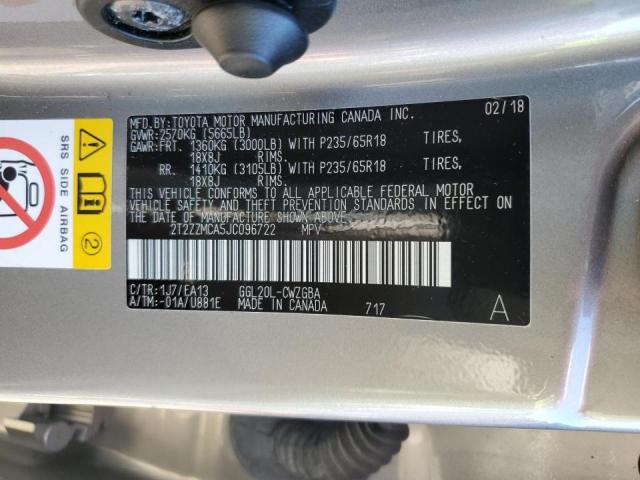 MFD.BY:TOYOTA MOTOR MANUFACTURING CANADA INC. 02/18
GVWR:2570KG (5665LB)
GAWR:FRT. 1360KG (3000LB) WITH P235/65R18 TIRES,
18X8J RIMS.
RR. 1410KG (3105LB) WITH P235/65R18 TIRES,
18X8J RIMS.
THIS VEHICLE CONFORMS TO ALL APPLICABLE FEDERAL MOTOR
VEHICLE SAFETY AND THEFT PREVENTION STANDARDS IN EFFECT
ON THE DATE OF MANUFACTURE SHOWN ABOVE.
2T2ZZMCA5JC096722 MPV
C/TR:1J7/EA13 GGL20L-CWZGBA
A/TM:-01A/U881E MADE IN CANADA 717 A
SRS SIDE AIRBAG
2